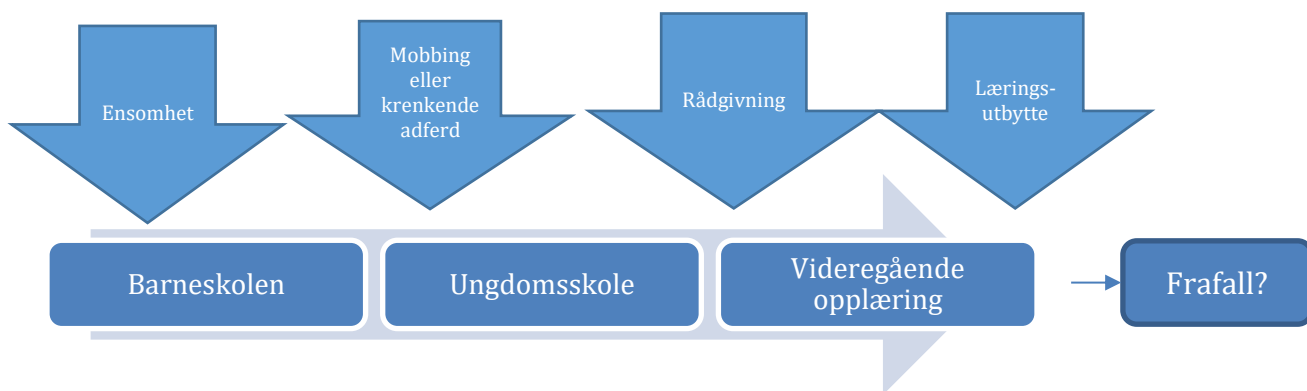 Ensomhet
Mobbing
eller
krenkende
adferd
Rådgivning
Lærings-
utbytte
Barneskolen
Ungdomsskole
Videregående
opplæring
Frafall?